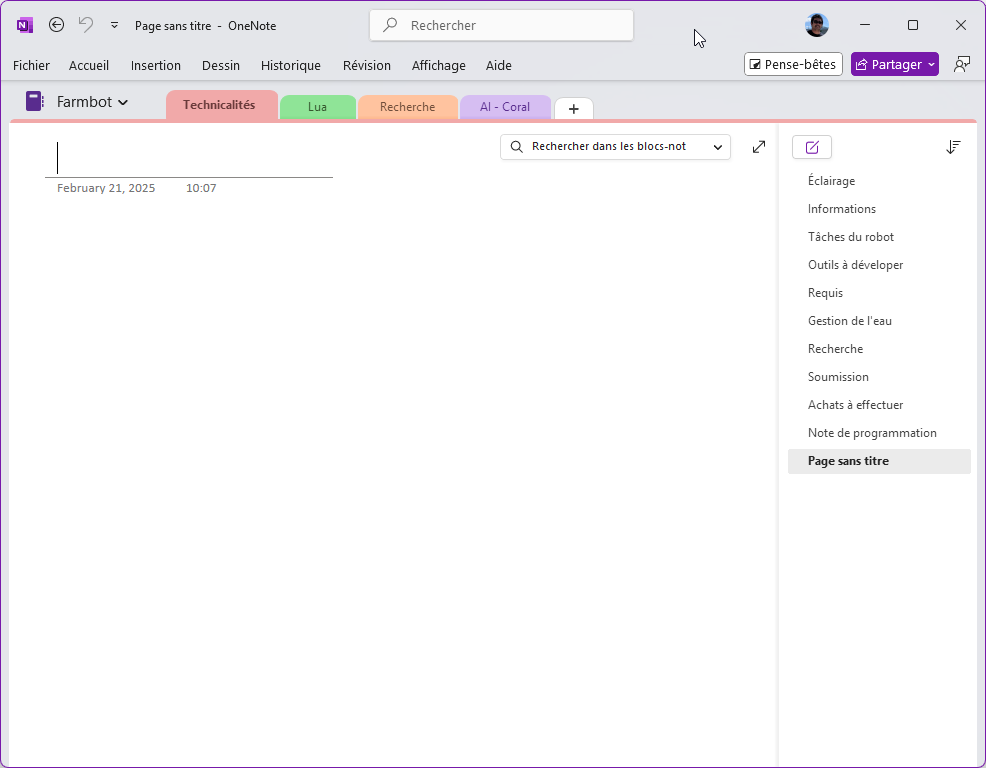 Page sans titre - OneNote
Rechercher
Fichier Accueil Insertion Dessin Historique Révision Affichage Aide Pense-bêtes Partager
Farmbot Technicalités Lua Recherche AI - Coral +
Rechercher dans les blocs-not
February 21, 2025 10:07
Éclairage
Informations
Tâches du robot
Outils à déveloper
Requis
Gestion de l'eau
Recherche
Soumission
Achats à effectuer
Note de programmation
Page sans titre